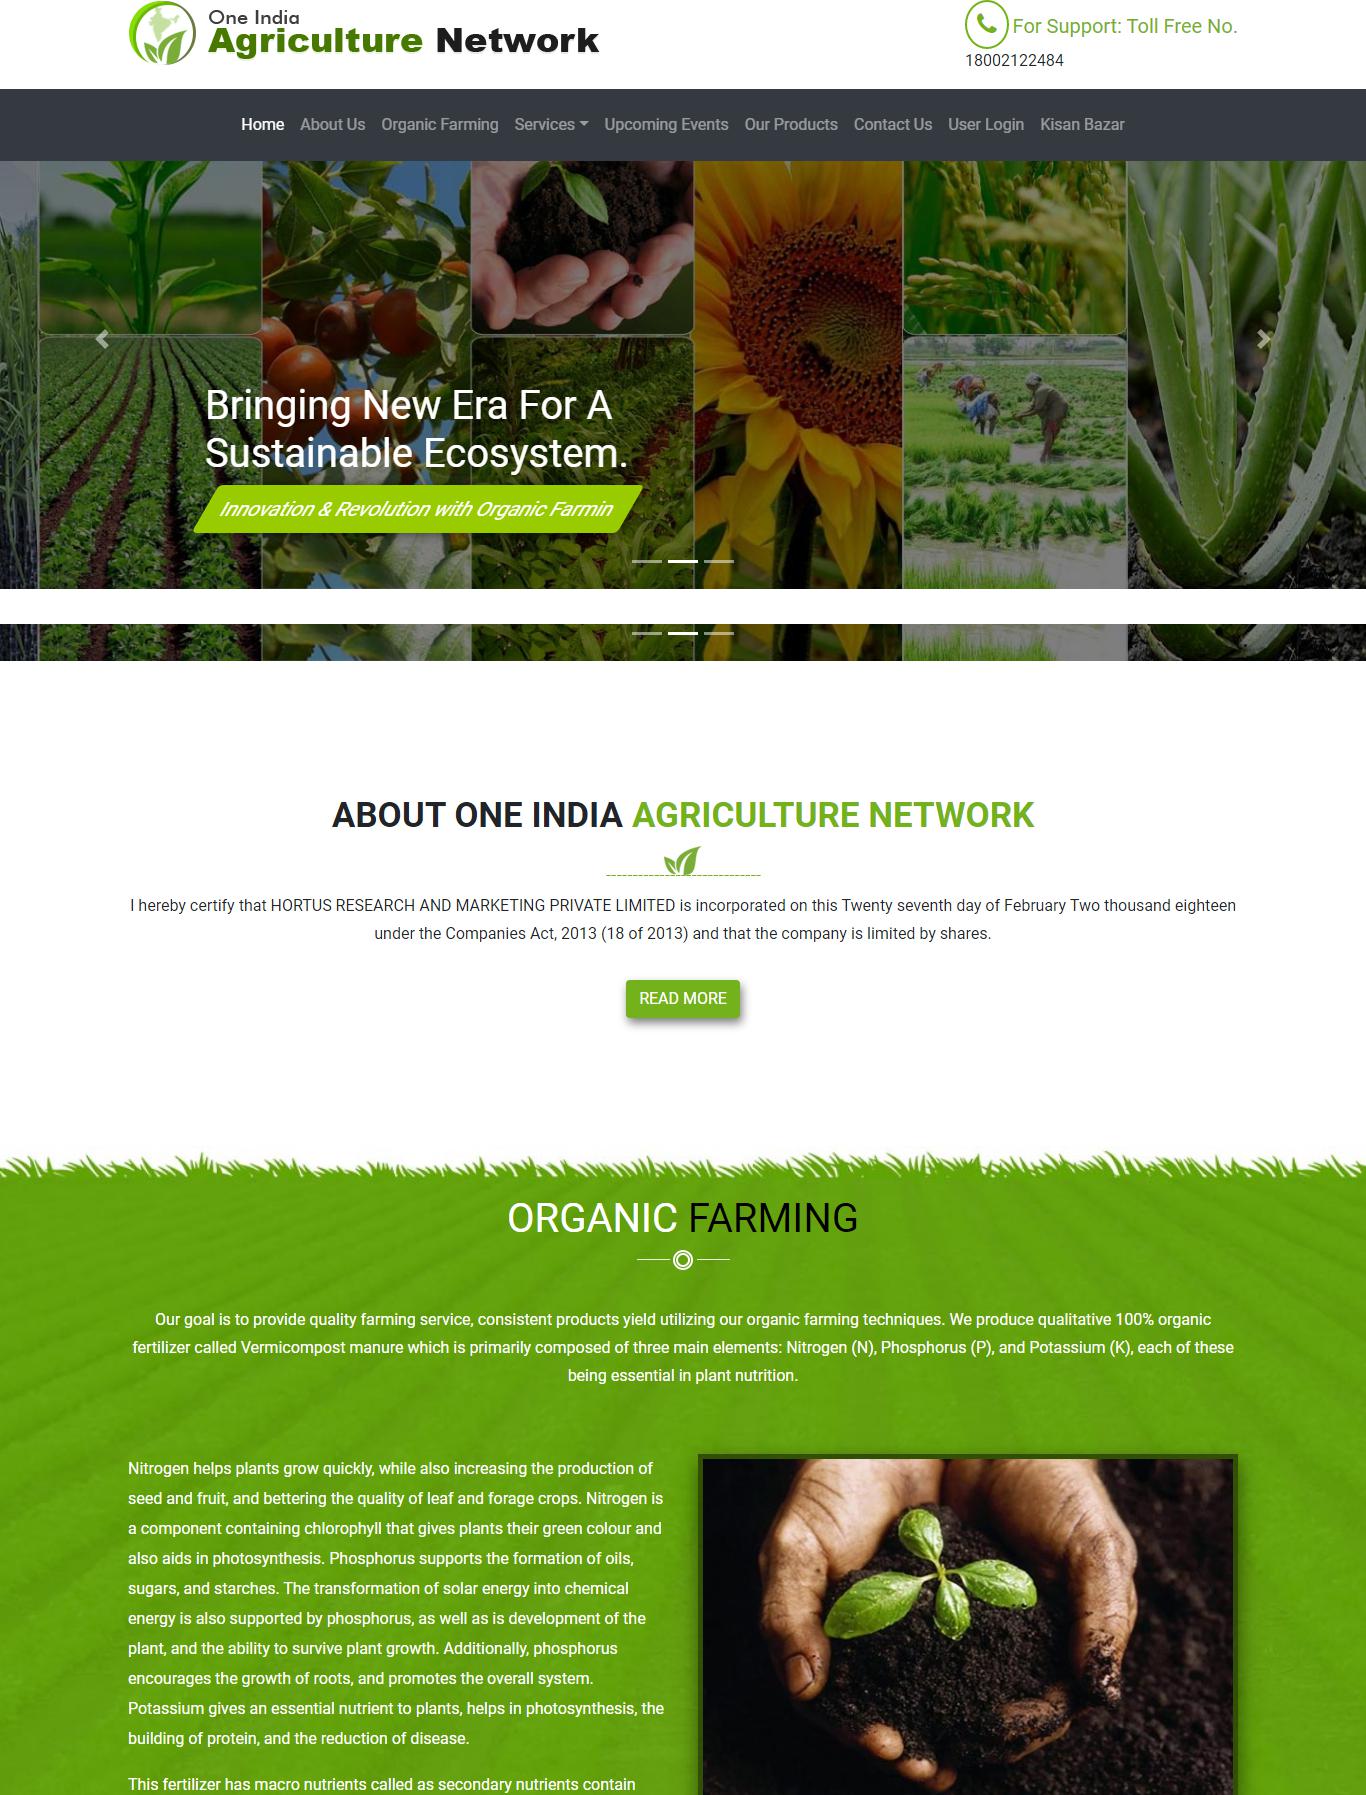 One India
Agriculture Network
For Support: Toll Free No.
18002122484
Home About Us Organic Farming Services Upcoming Events Our Products Contact Us User Login Kisan Bazar
Bringing New Era For A
Sustainable Ecosystem.
Innovation & Revolution with Organic Farmin
ABOUT ONE INDIA AGRICULTURE NETWORK
I hereby certify that HORTUS RESEARCH AND MARKETING PRIVATE LIMITED is incorporated on this Twenty seventh day of February Two thousand eighteen
under the Companies Act, 2013 (18 of 2013) and that the company is limited by shares.
READ MORE
ORGANIC FARMING
Our goal is to provide quality farming service, consistent products yield utilizing our organic farming techniques. We produce qualitative 100% organic
fertilizer called Vermicompost manure which is primarily composed of three main elements: Nitrogen (N), Phosphorus (P), and Potassium (K), each of these
being essential in plant nutrition.
Nitrogen helps plants grow quickly, while also increasing the production of
seed and fruit, and bettering the quality of leaf and forage crops. Nitrogen is
a component containing chlorophyll that gives plants their green colour and
also aids in photosynthesis. Phosphorus supports the formation of oils,
sugars, and starches. The transformation of solar energy into chemical
energy is also supported by phosphorus, as well as is development of the
plant, and the ability to survive plant growth. Additionally, phosphorus
encourages the growth of roots, and promotes the overall system.
Potassium gives an essential nutrient to plants, helps in photosynthesis, the
building of protein, and the reduction of disease.
This fertilizer has macro nutrients called as secondary nutrients contain